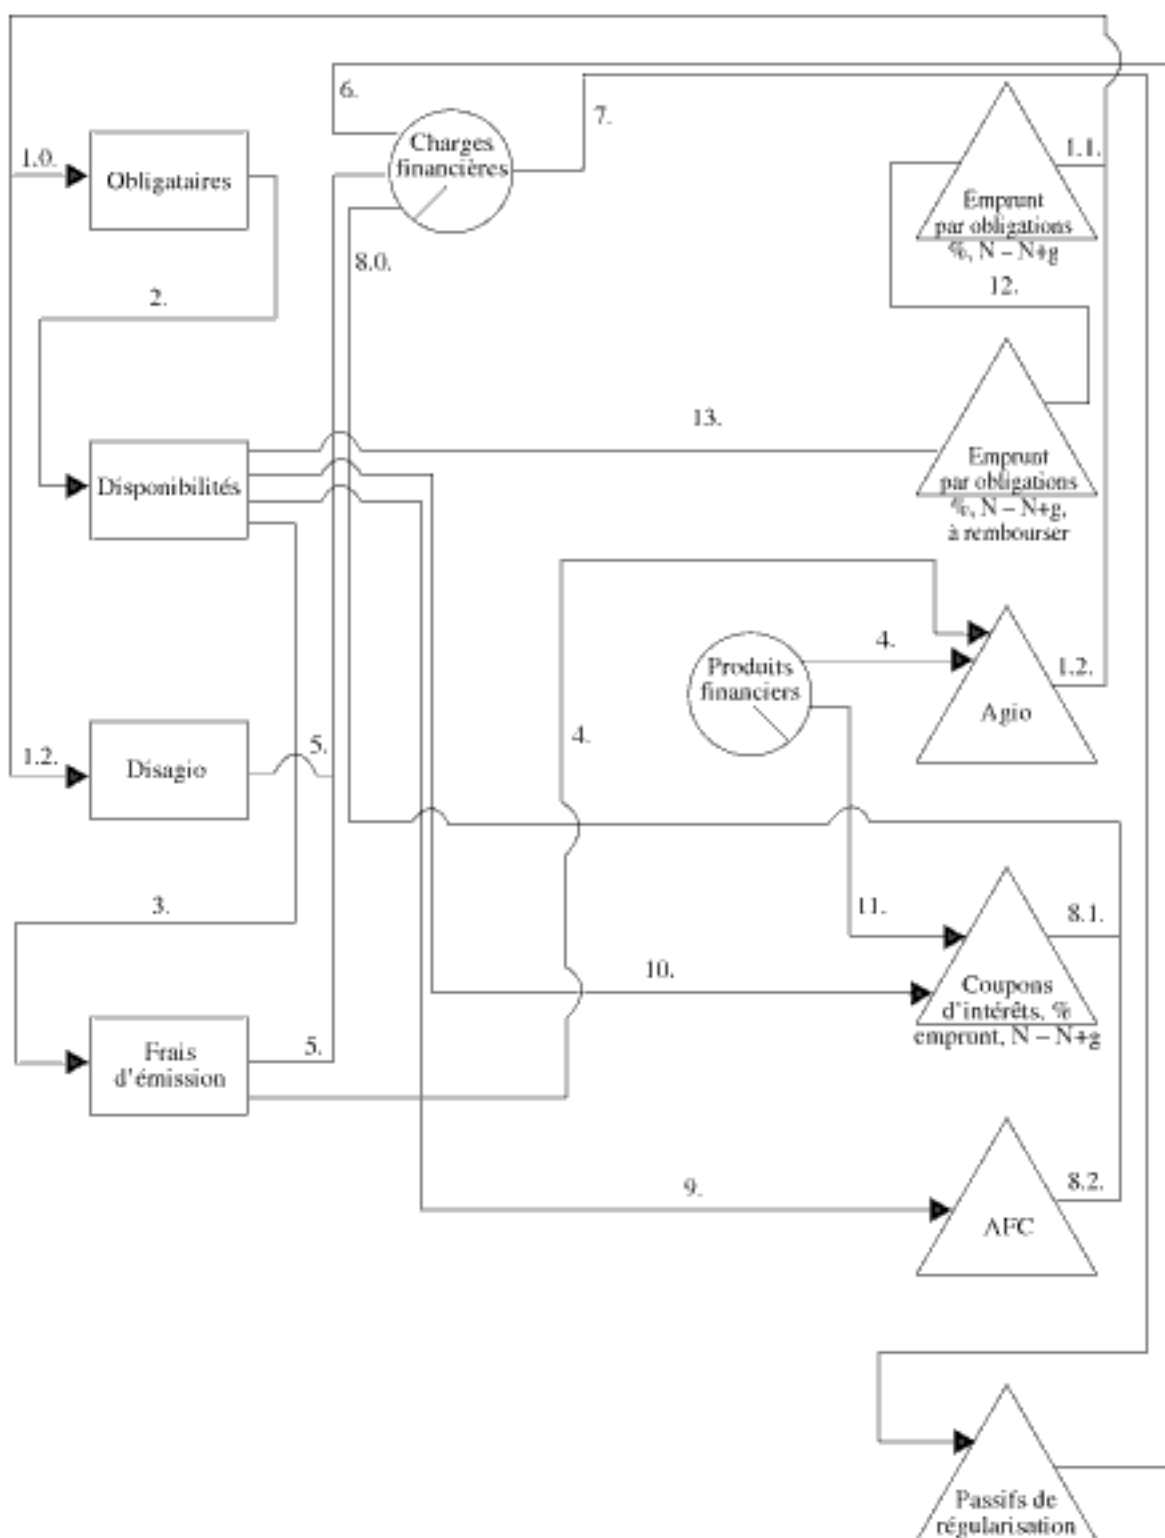 6.
7.
1.0.
Obligataires
Charges
financières
1.1.
Emprunt
par obligations
%, N – N+g
8.0.
2.
12.
13.
Disponibilités
Emprunt
par obligations
%, N – N+g,
à rembourser
4.
Produits
financiers
1.2.
Agio
4.
5.
1.2.
Disagio
3.
11.
8.1.
10.
Coupons
d'intérêts, %
emprunt, N – N+g
5.
Frais
d'émission
9.
8.2.
AFC
Passifs de
régularisation